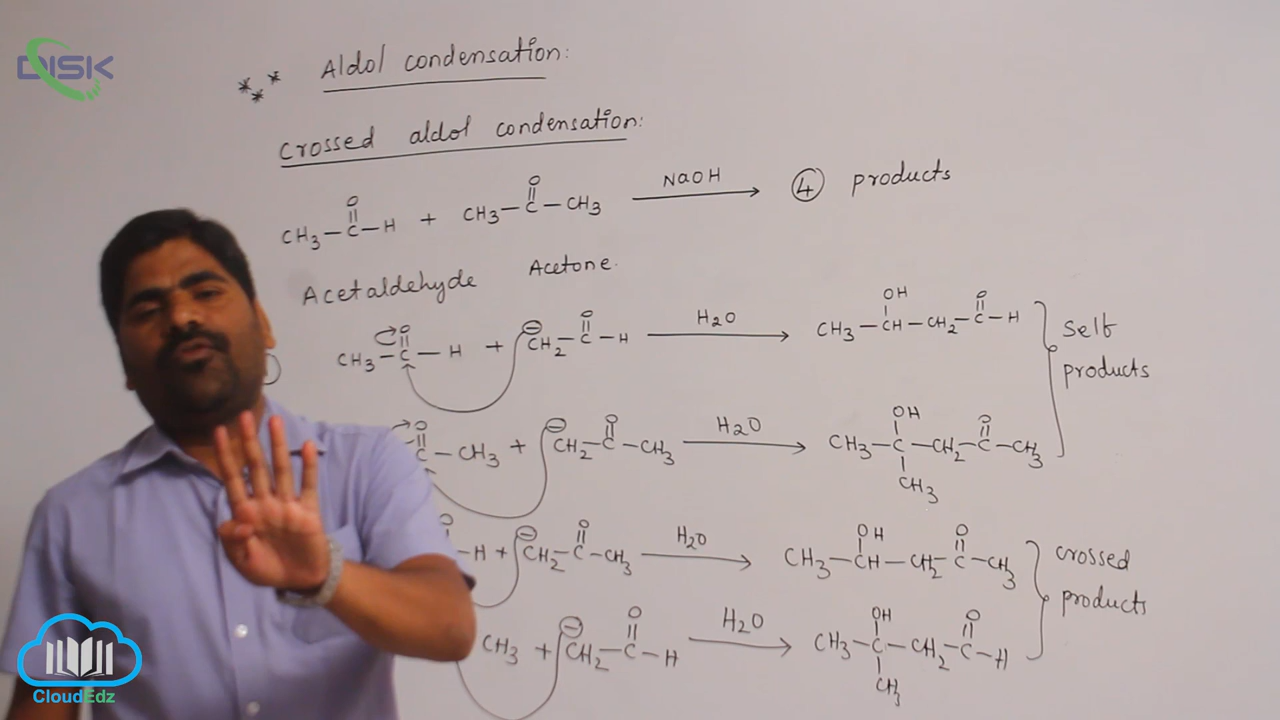 DISK
Aldol condensation:
Crossed aldol condensation:
CH3–C(=O)–H + CH3–C(=O)–CH3 NaOH → 4 products
Acetaldehyde Acetone.
CH3–C(=O)–H + ⊖CH2–C(=O)–H H2O → CH3–CH(OH)–CH2–C(=O)–H
Self products
C(=O)–CH3 + ⊖CH2–C(=O)–CH3 H2O → CH3–C(OH)(CH3)–CH2–C(=O)–CH3
–H + ⊖CH2–C(=O)–CH3 H2O → CH3–CH(OH)–CH2–C(=O)–CH3
crossed products
CH3 + ⊖CH2–C(=O)–H H2O → CH3–C(OH)(CH3)–CH2–C(=O)–H
CloudEdz